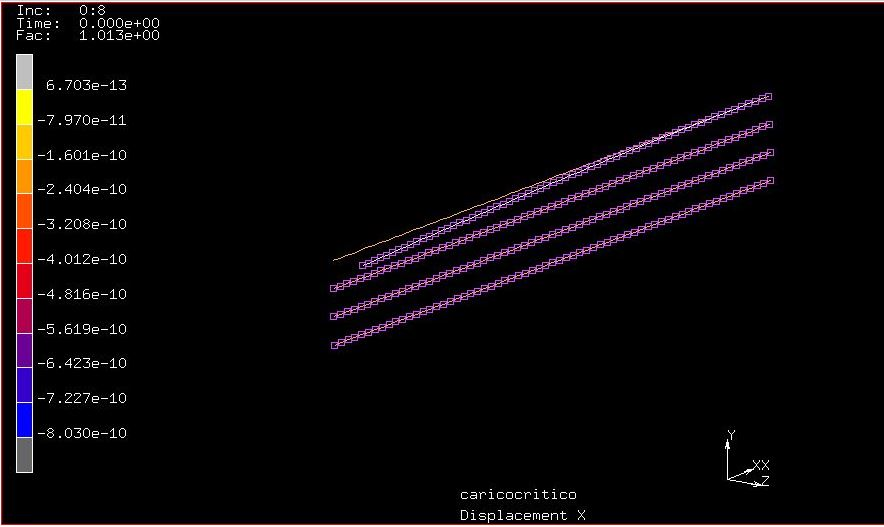 Inc: 0:8
Time: 0.000e+00
Fac: 1.013e+00
6.703e-13
-7.970e-11
-1.601e-10
-2.404e-10
-3.208e-10
-4.012e-10
-4.816e-10
-5.619e-10
-6.423e-10
-7.227e-10
-8.030e-10
Y
XX
Z
caricocritico
Displacement X